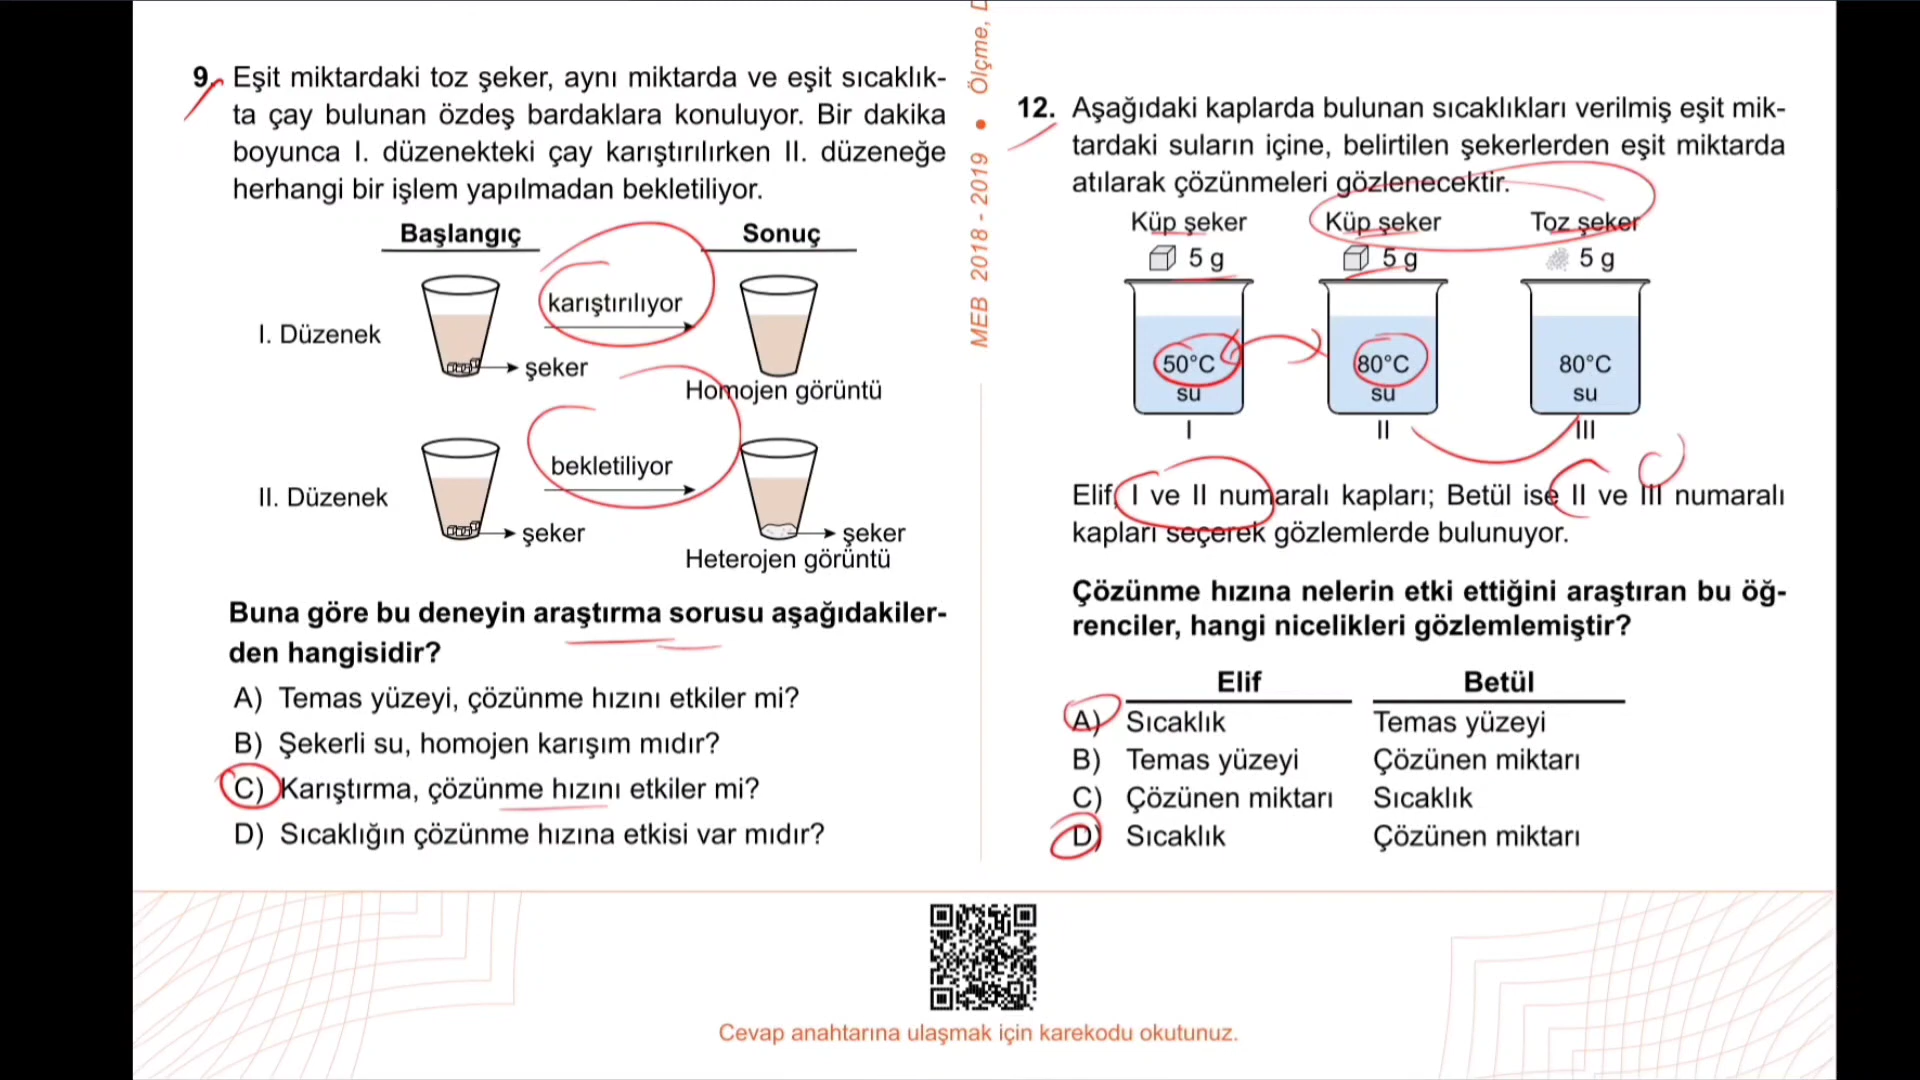 9. Eşit miktardaki toz şeker, aynı miktarda ve eşit sıcaklık-
ta çay bulunan özdeş bardaklara konuluyor. Bir dakika
boyunca I. düzenekteki çay karıştırılırken II. düzeneğe
herhangi bir işlem yapılmadan bekletiliyor.
Başlangıç
Sonuç
karıştırılıyor
I. Düzenek
şeker
Homojen görüntü
bekletiliyor
II. Düzenek
şeker
şeker
Heterojen görüntü
Buna göre bu deneyin araştırma sorusu aşağıdakiler-
den hangisidir?
A) Temas yüzeyi, çözünme hızını etkiler mi?
B) Şekerli su, homojen karışım mıdır?
C) Karıştırma, çözünme hızını etkiler mi?
D) Sıcaklığın çözünme hızına etkisi var mıdır?
MEB 2018 - 2019 • Ölçme,
12. Aşağıdaki kaplarda bulunan sıcaklıkları verilmiş eşit mik-
tardaki suların içine, belirtilen şekerlerden eşit miktarda
atılarak çözünmeleri gözlenecektir.
Küp şeker Küp şeker Toz şeker
5 g 5 g 5 g
50°C 80°C 80°C
su su su
I II III
Elif, I ve II numaralı kapları; Betül ise II ve III numaralı
kapları seçerek gözlemlerde bulunuyor.
Çözünme hızına nelerin etki ettiğini araştıran bu öğ-
renciler, hangi nicelikleri gözlemlemiştir?
Elif Betül
A) Sıcaklık Temas yüzeyi
B) Temas yüzeyi Çözünen miktarı
C) Çözünen miktarı Sıcaklık
D) Sıcaklık Çözünen miktarı
Cevap anahtarına ulaşmak için karekodu okutunuz.